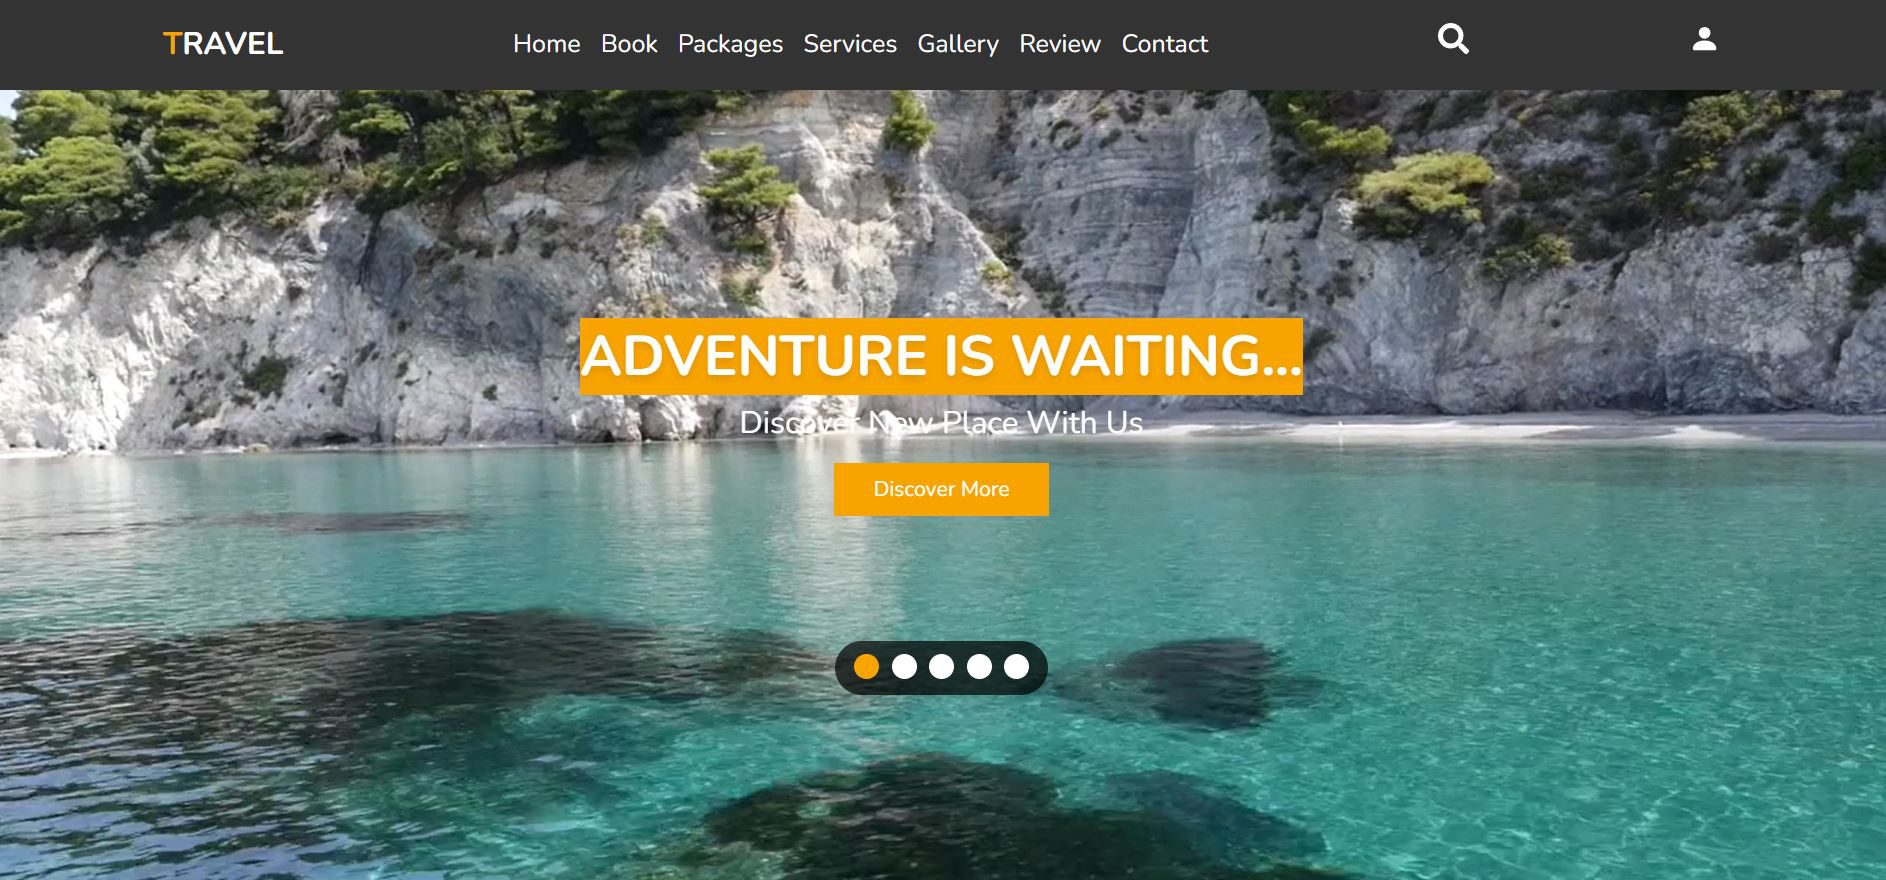 TRAVEL
Home Book Packages Services Gallery Review Contact
ADVENTURE IS WAITING...
Discover New Place With Us
Discover More